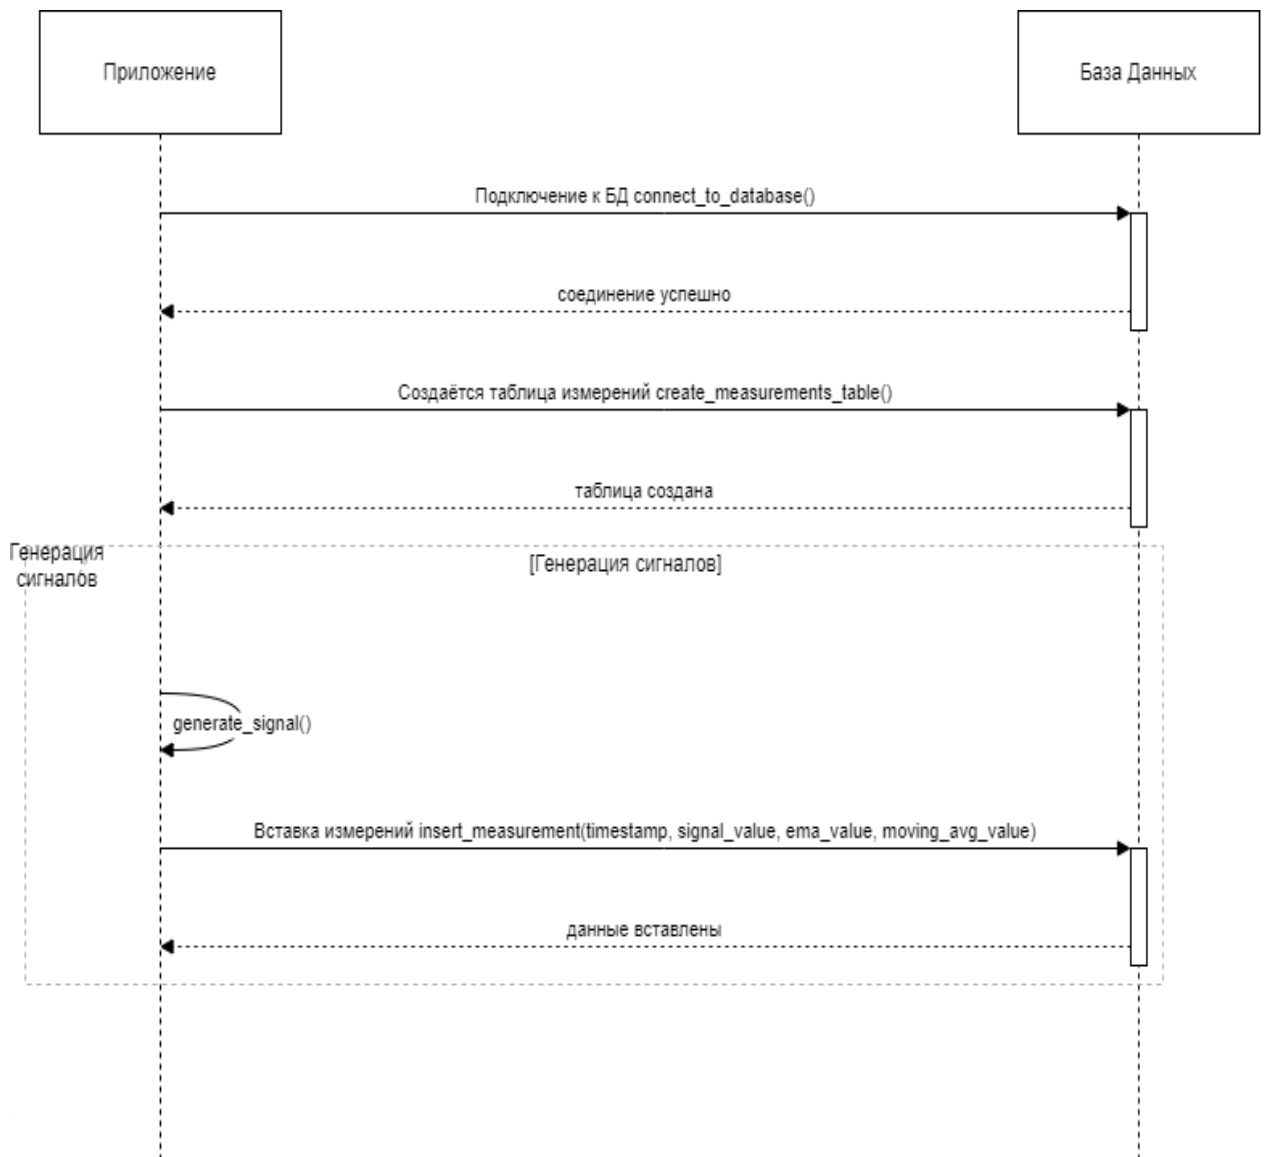 Приложение
База Данных
Подключение к БД connect_to_database()
соединение успешно
Создаётся таблица измерений create_measurements_table()
таблица создана
Генерация
сигналов
[Генерация сигналов]
generate_signal()
Вставка измерений insert_measurement(timestamp, signal_value, ema_value, moving_avg_value)
данные вставлены